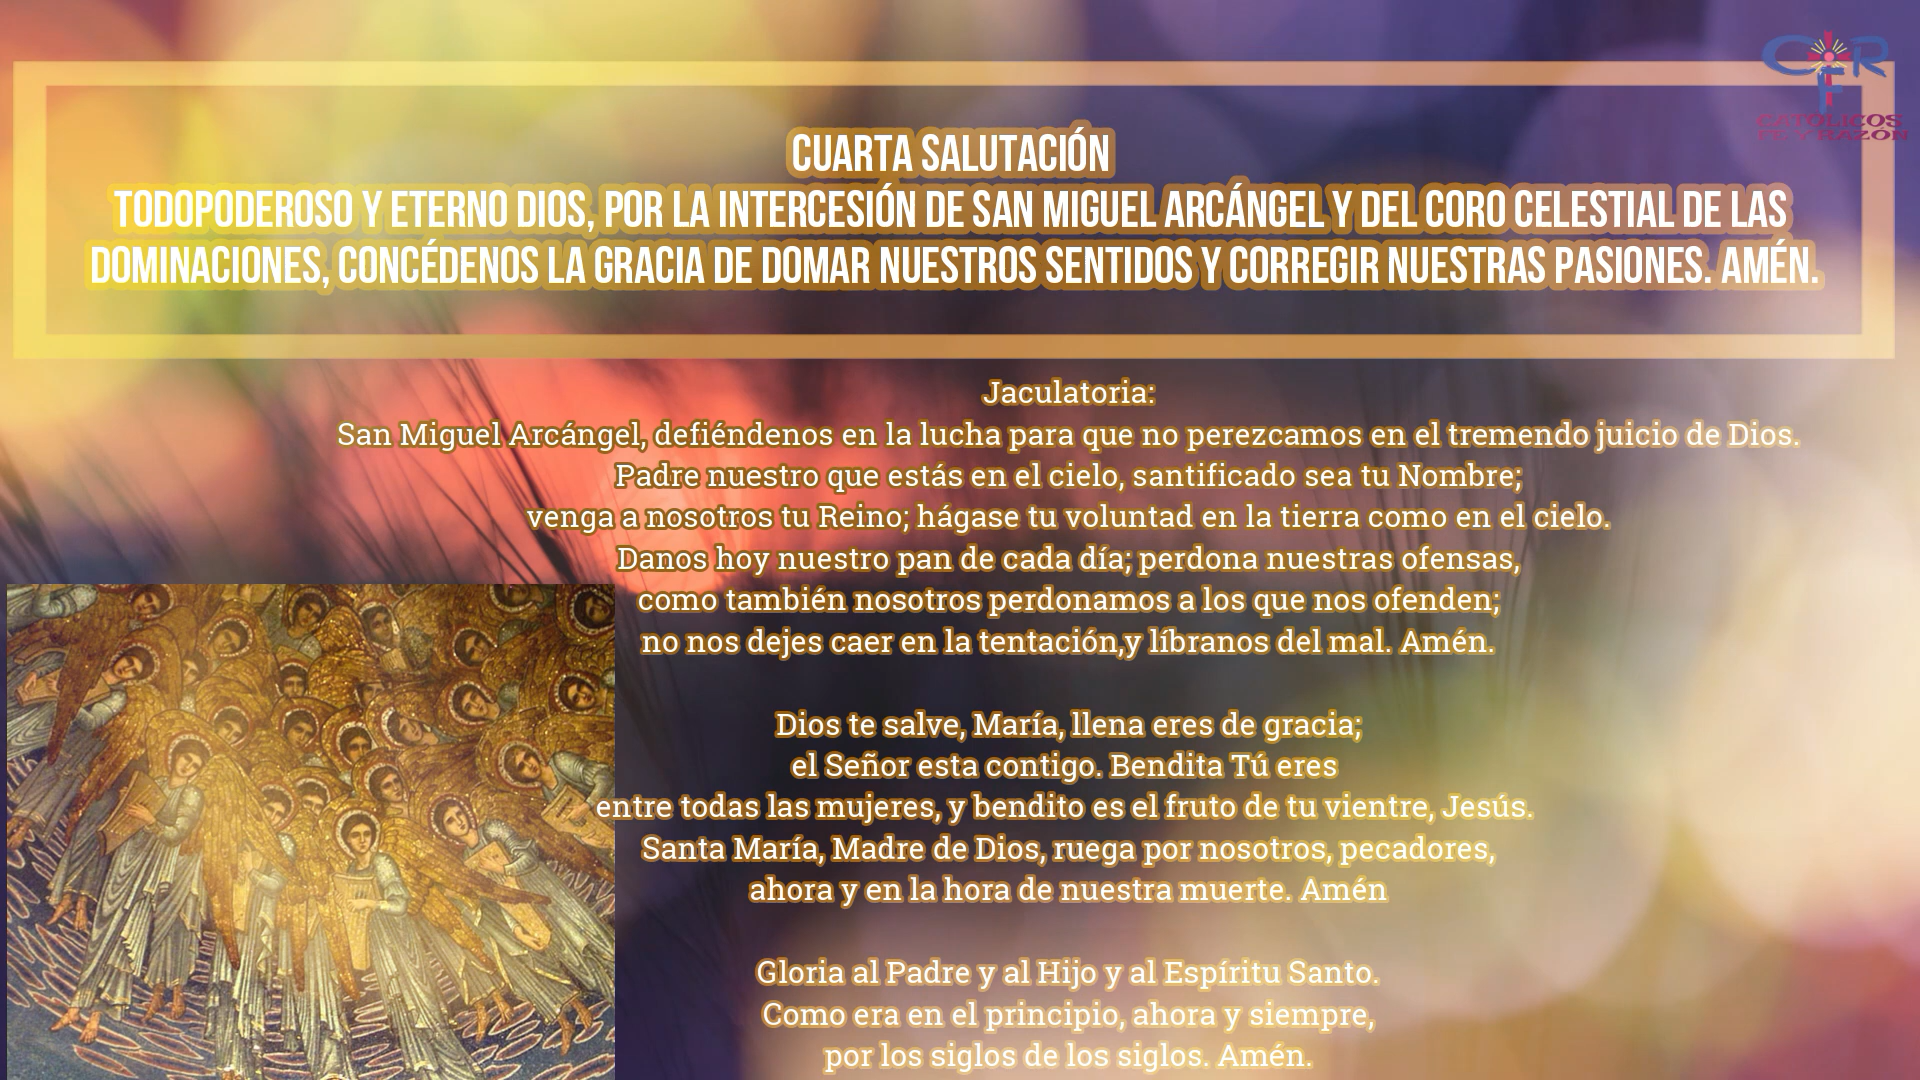 CFR
CATÓLICOS
FE Y RAZÓN
CUARTA SALUTACIÓN
TODOPODEROSO Y ETERNO DIOS, POR LA INTERCESIÓN DE SAN MIGUEL ARCÁNGEL Y DEL CORO CELESTIAL DE LAS
DOMINACIONES, CONCÉDENOS LA GRACIA DE DOMAR NUESTROS SENTIDOS Y CORREGIR NUESTRAS PASIONES. AMÉN.
Jaculatoria:
San Miguel Arcángel, defiéndenos en la lucha para que no perezcamos en el tremendo juicio de Dios.
Padre nuestro que estás en el cielo, santificado sea tu Nombre;
venga a nosotros tu Reino; hágase tu voluntad en la tierra como en el cielo.
Danos hoy nuestro pan de cada día; perdona nuestras ofensas,
como también nosotros perdonamos a los que nos ofenden;
no nos dejes caer en la tentación,y líbranos del mal. Amén.
Dios te salve, María, llena eres de gracia;
el Señor esta contigo. Bendita Tú eres
entre todas las mujeres, y bendito es el fruto de tu vientre, Jesús.
Santa María, Madre de Dios, ruega por nosotros, pecadores,
ahora y en la hora de nuestra muerte. Amén
Gloria al Padre y al Hijo y al Espíritu Santo.
Como era en el principio, ahora y siempre,
por los siglos de los siglos. Amén.